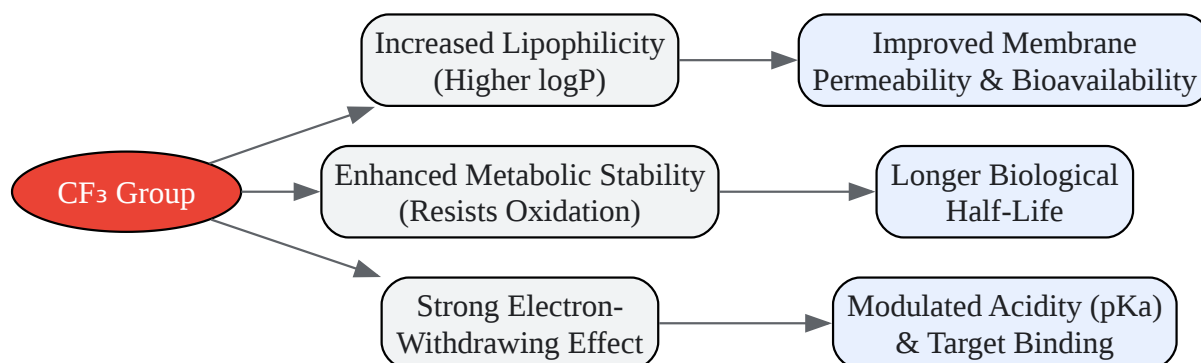 CF₃ Group
Increased Lipophilicity
(Higher logP)
Improved Membrane
Permeability & Bioavailability
Enhanced Metabolic Stability
(Resists Oxidation)
Longer Biological
Half-Life
Strong Electron-
Withdrawing Effect
Modulated Acidity (pKa)
& Target Binding